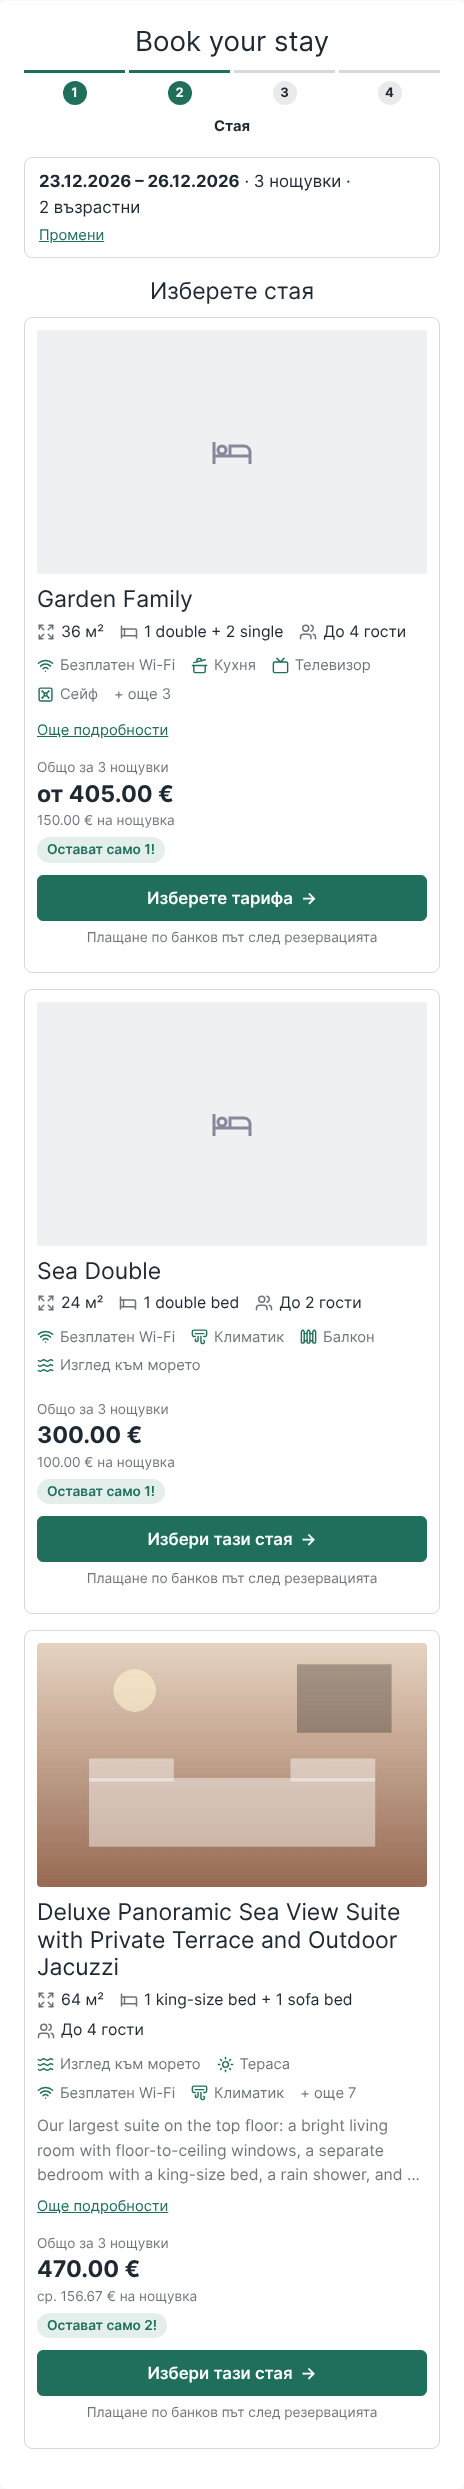 Book your stay
1 2 3 4
Стая
23.12.2026 – 26.12.2026 · 3 нощувки ·
2 възрастни
Промени
Изберете стая
Garden Family
36 м² 1 double + 2 single До 4 гости
Безплатен Wi-Fi Кухня Телевизор
Сейф + още 3
Още подробности
Общо за 3 нощувки
от 405.00 €
150.00 € на нощувка
Остават само 1!
Изберете тарифа →
Плащане по банков път след резервацията
Sea Double
24 м² 1 double bed До 2 гости
Безплатен Wi-Fi Климатик Балкон
Изглед към морето
Общо за 3 нощувки
300.00 €
100.00 € на нощувка
Остават само 1!
Избери тази стая →
Плащане по банков път след резервацията
Deluxe Panoramic Sea View Suite
with Private Terrace and Outdoor
Jacuzzi
64 м² 1 king-size bed + 1 sofa bed
До 4 гости
Изглед към морето Тераса
Безплатен Wi-Fi Климатик + още 7
Our largest suite on the top floor: a bright living
room with floor-to-ceiling windows, a separate
bedroom with a king-size bed, a rain shower, and ...
Още подробности
Общо за 3 нощувки
470.00 €
ср. 156.67 € на нощувка
Остават само 2!
Избери тази стая →
Плащане по банков път след резервацията